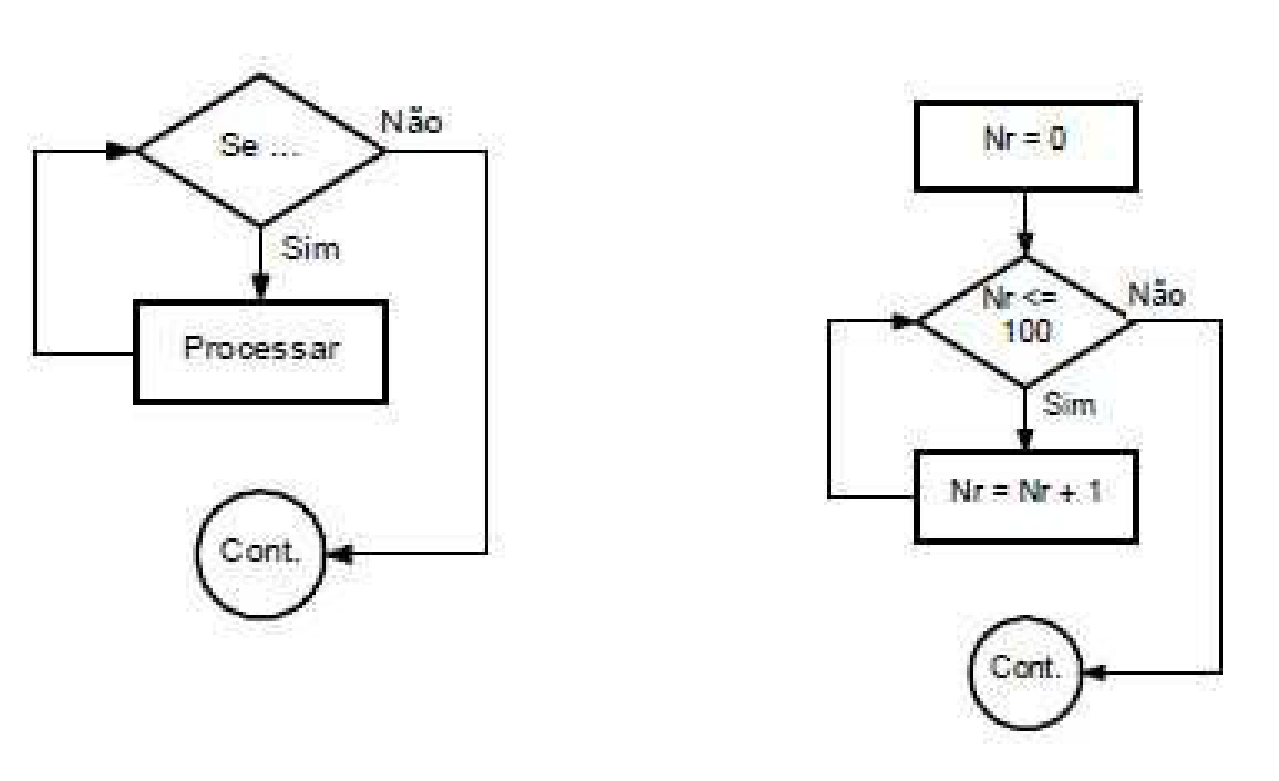 Se ...
Não
Sim
Processar
Cont.
Nr = 0
Nr <=
100
Não
Sim
Nr = Nr + 1
Cont.